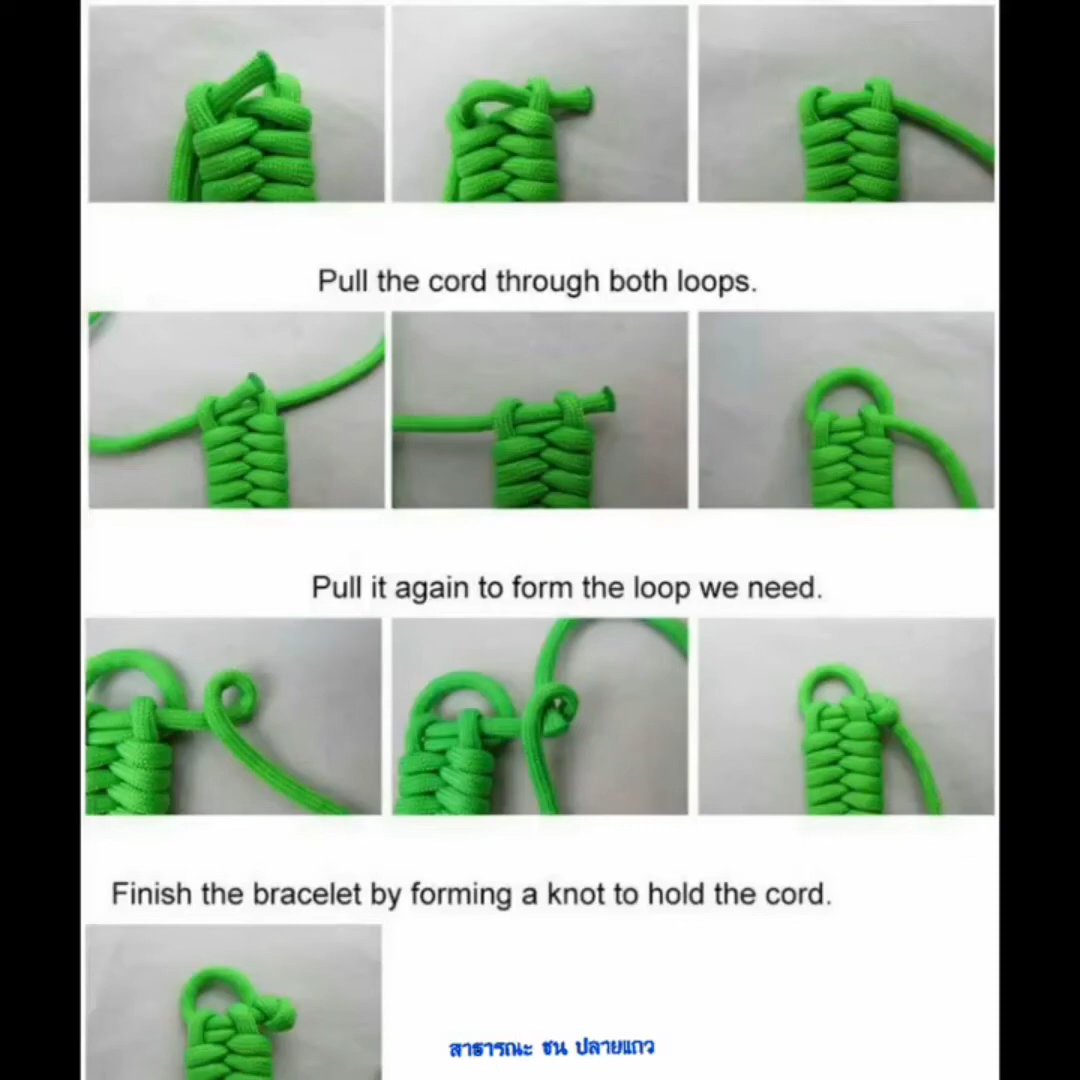 Pull the cord through both loops.
Pull it again to form the loop we need.
Finish the bracelet by forming a knot to hold the cord.
สาธารณะ ชน ปลายแถว